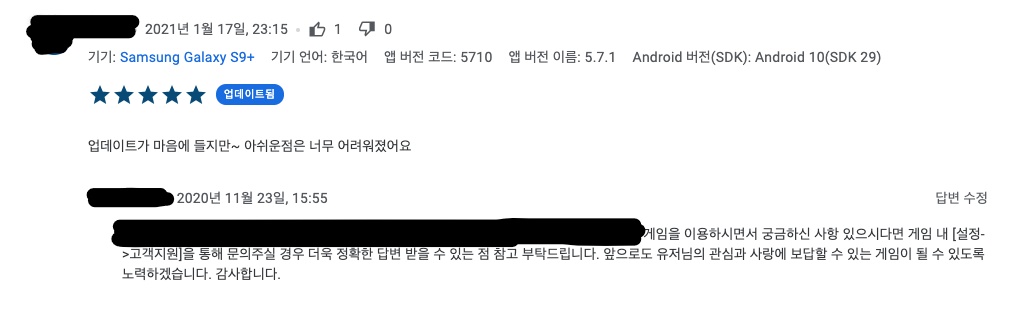 2021년 1월 17일, 23:15 1 0
기기: Samsung Galaxy S9+ 기기 언어: 한국어 앱 버전 코드: 5710 앱 버전 이름: 5.7.1 Android 버전(SDK): Android 10(SDK 29)
업데이트됨
업데이트가 마음에 들지만~ 아쉬운점은 너무 어려워졌어요
2020년 11월 23일, 15:55 답변 수정
게임을 이용하시면서 궁금하신 사항 있으시다면 게임 내 [설정-
>고객지원]을 통해 문의주실 경우 더욱 정확한 답변 받을 수 있는 점 참고 부탁드립니다. 앞으로도 유저님의 관심과 사랑에 보답할 수 있는 게임이 될 수 있도록
노력하겠습니다. 감사합니다.